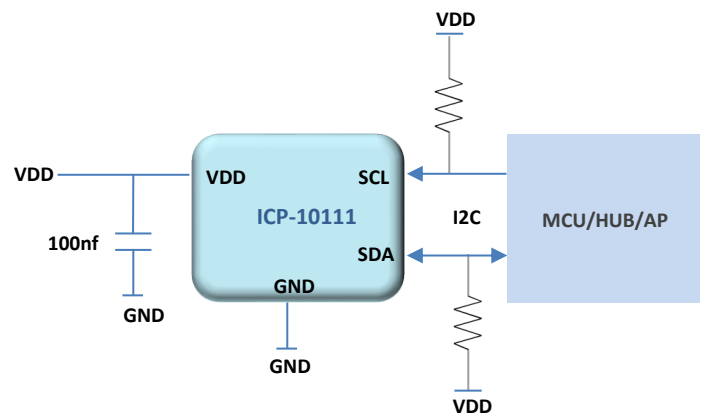 VDD
VDD
VDD
SCL
ICP-10111
I2C
MCU/HUB/AP
100nf
SDA
GND
GND
GND
VDD